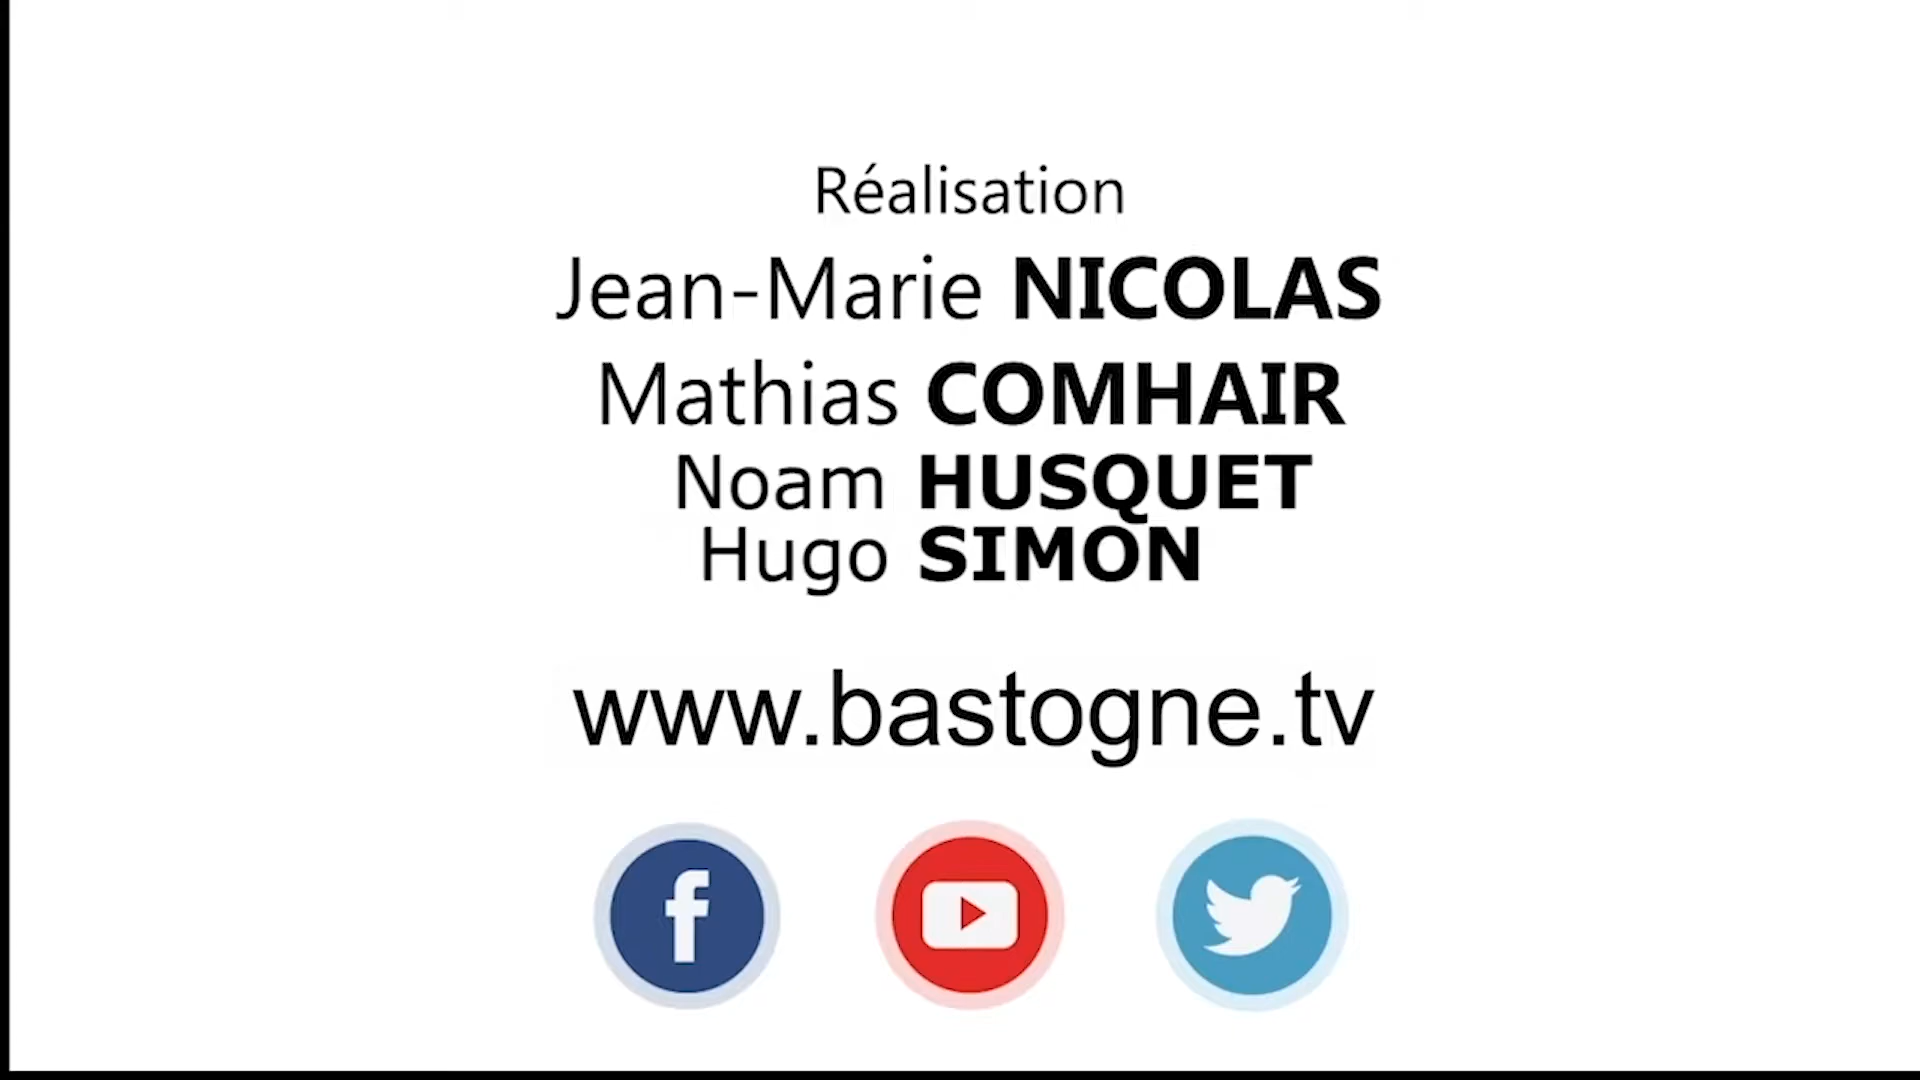 Réalisation
Jean-Marie NICOLAS
Mathias COMHAIR
Noam HUSQUET
Hugo SIMON
www.bastogne.tv